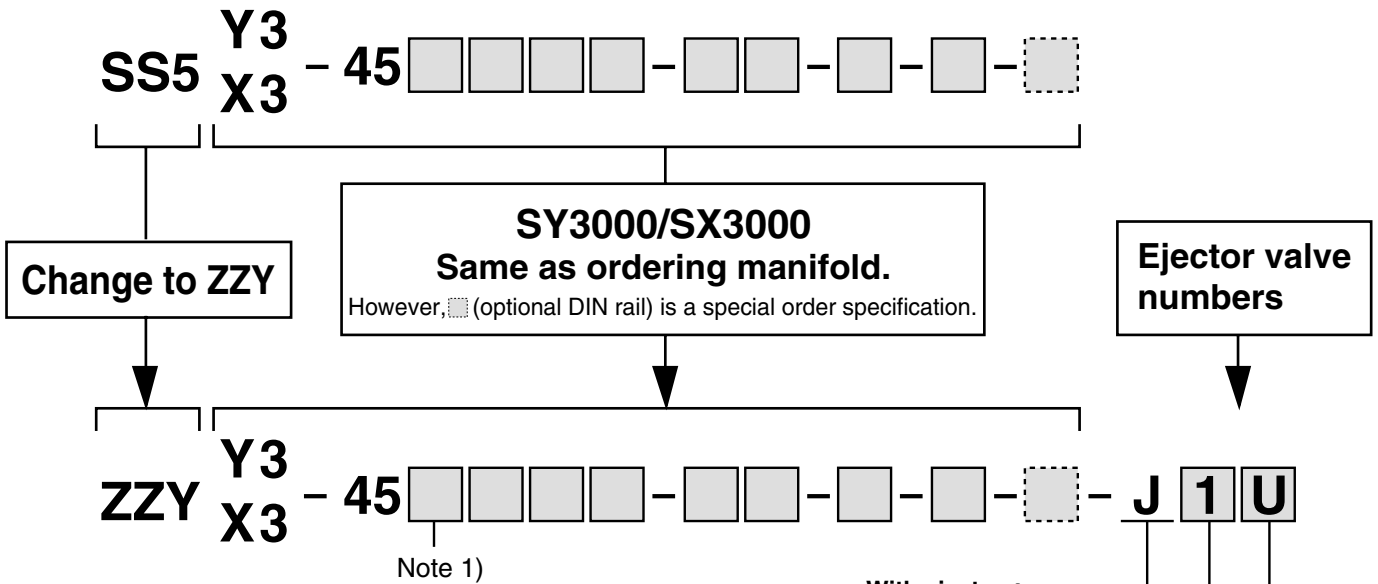 SS5 Y3 - 45 - - - -
X3
SY3000/SX3000
Same as ordering manifold.
However, (optional DIN rail) is a special order specification.
Change to ZZY
Ejector valve
numbers
ZZY Y3 - 45 - - - - - J 1 U
X3
Note 1)